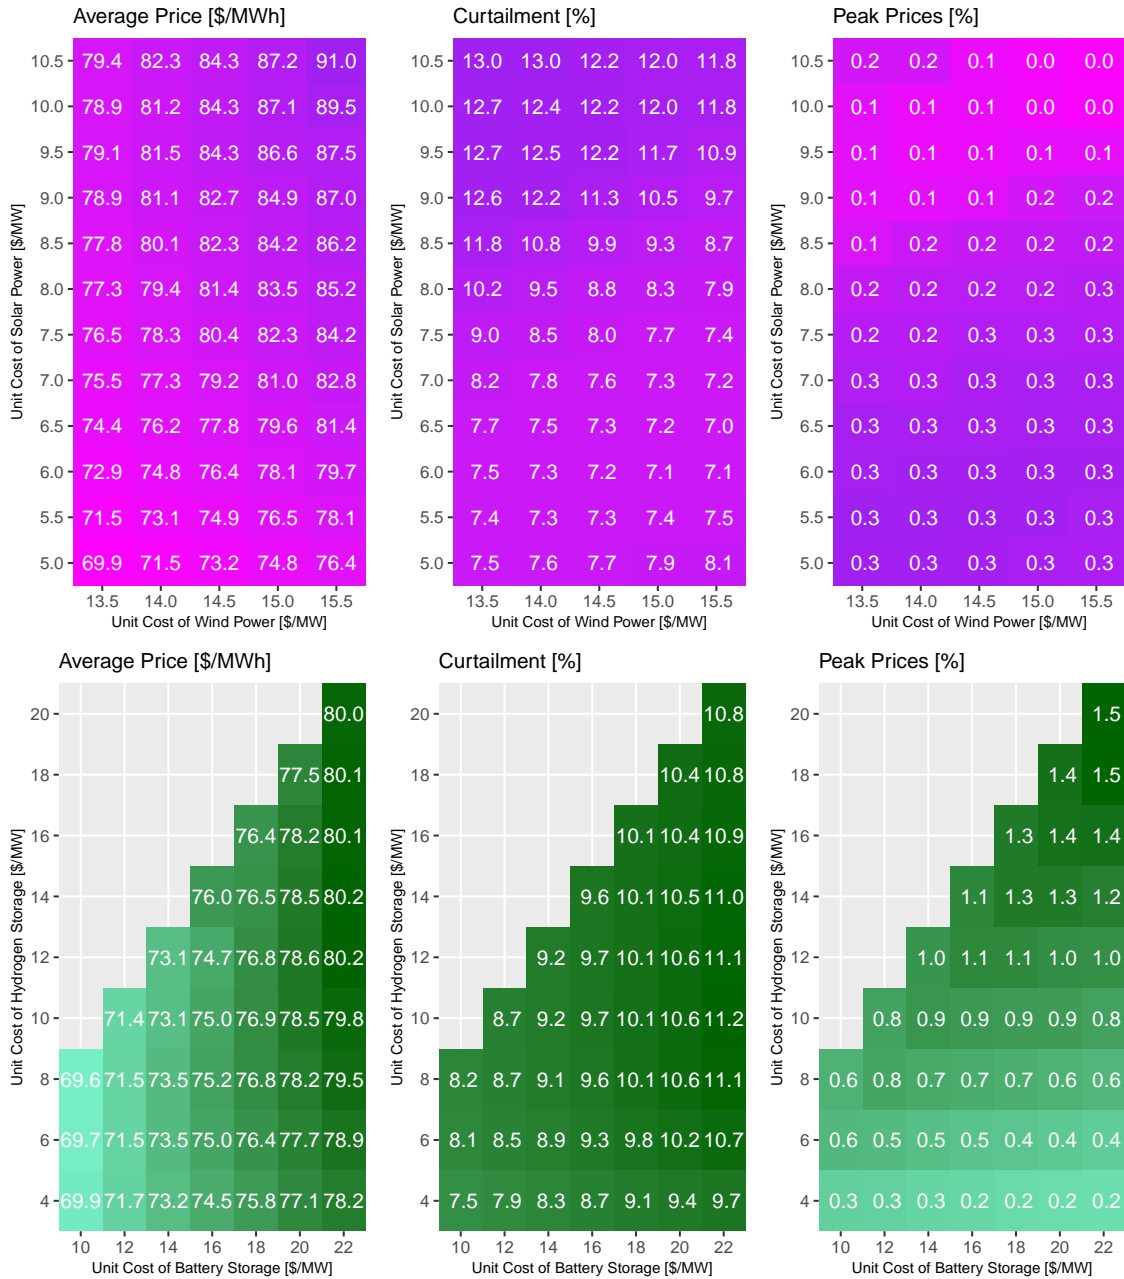 Average Price [$/MWh]
Curtailment [%]
Peak Prices [%]
Unit Cost of Solar Power [$/MW]
10.5 79.4 82.3 84.3 87.2 91.0
10.0 78.9 81.2 84.3 87.1 89.5
9.5 79.1 81.5 84.3 86.6 87.5
9.0 78.9 81.1 82.7 84.9 87.0
8.5 77.8 80.1 82.3 84.2 86.2
8.0 77.3 79.4 81.4 83.5 85.2
7.5 76.5 78.3 80.4 82.3 84.2
7.0 75.5 77.3 79.2 81.0 82.8
6.5 74.4 76.2 77.8 79.6 81.4
6.0 72.9 74.8 76.4 78.1 79.7
5.5 71.5 73.1 74.9 76.5 78.1
5.0 69.9 71.5 73.2 74.8 76.4
13.5 14.0 14.5 15.0 15.5
Unit Cost of Wind Power [$/MW]
Unit Cost of Solar Power [$/MW]
10.5 13.0 13.0 12.2 12.0 11.8
10.0 12.7 12.4 12.2 12.0 11.8
9.5 12.7 12.5 12.2 11.7 10.9
9.0 12.6 12.2 11.3 10.5 9.7
8.5 11.8 10.8 9.9 9.3 8.7
8.0 10.2 9.5 8.8 8.3 7.9
7.5 9.0 8.5 8.0 7.7 7.4
7.0 8.2 7.8 7.6 7.3 7.2
6.5 7.7 7.5 7.3 7.2 7.0
6.0 7.5 7.3 7.2 7.1 7.1
5.5 7.4 7.3 7.3 7.4 7.5
5.0 7.5 7.6 7.7 7.9 8.1
13.5 14.0 14.5 15.0 15.5
Unit Cost of Wind Power [$/MW]
Unit Cost of Solar Power [$/MW]
10.5 0.2 0.2 0.1 0.0 0.0
10.0 0.1 0.1 0.1 0.0 0.0
9.5 0.1 0.1 0.1 0.1 0.1
9.0 0.1 0.1 0.1 0.2 0.2
8.5 0.1 0.2 0.2 0.2 0.2
8.0 0.2 0.2 0.2 0.2 0.3
7.5 0.2 0.2 0.3 0.3 0.3
7.0 0.3 0.3 0.3 0.3 0.3
6.5 0.3 0.3 0.3 0.3 0.3
6.0 0.3 0.3 0.3 0.3 0.3
5.5 0.3 0.3 0.3 0.3 0.3
5.0 0.3 0.3 0.3 0.3 0.3
13.5 14.0 14.5 15.0 15.5
Unit Cost of Wind Power [$/MW]
Average Price [$/MWh]
Curtailment [%]
Peak Prices [%]
Unit Cost of Hydrogen Storage [$/MW]
20 80.0
18 77.5 80.1
16 76.4 78.2 80.1
14 76.0 76.5 78.5 80.2
12 73.1 74.7 76.8 78.6 80.2
10 71.4 73.1 75.0 76.9 78.5 79.8
8 69.6 71.5 73.5 75.2 76.8 78.2 79.5
6 69.7 71.5 73.5 75.0 76.4 77.7 78.9
4 69.9 71.7 73.2 74.5 75.8 77.1 78.2
10 12 14 16 18 20 22
Unit Cost of Battery Storage [$/MW]
Unit Cost of Hydrogen Storage [$/MW]
20 10.8
18 10.4 10.8
16 10.1 10.4 10.9
14 9.6 10.1 10.5 11.0
12 9.2 9.7 10.1 10.6 11.1
10 8.7 9.2 9.7 10.1 10.6 11.2
8 8.2 8.7 9.1 9.6 10.1 10.6 11.1
6 8.1 8.5 8.9 9.3 9.8 10.2 10.7
4 7.5 7.9 8.3 8.7 9.1 9.4 9.7
10 12 14 16 18 20 22
Unit Cost of Battery Storage [$/MW]
Unit Cost of Hydrogen Storage [$/MW]
20 1.5
18 1.4 1.5
16 1.3 1.4 1.4
14 1.1 1.3 1.3 1.2
12 1.0 1.1 1.1 1.0 1.0
10 0.8 0.9 0.9 0.9 0.9 0.8
8 0.6 0.8 0.7 0.7 0.7 0.6 0.6
6 0.6 0.5 0.5 0.5 0.4 0.4 0.4
4 0.3 0.3 0.3 0.2 0.2 0.2 0.2
10 12 14 16 18 20 22
Unit Cost of Battery Storage [$/MW]